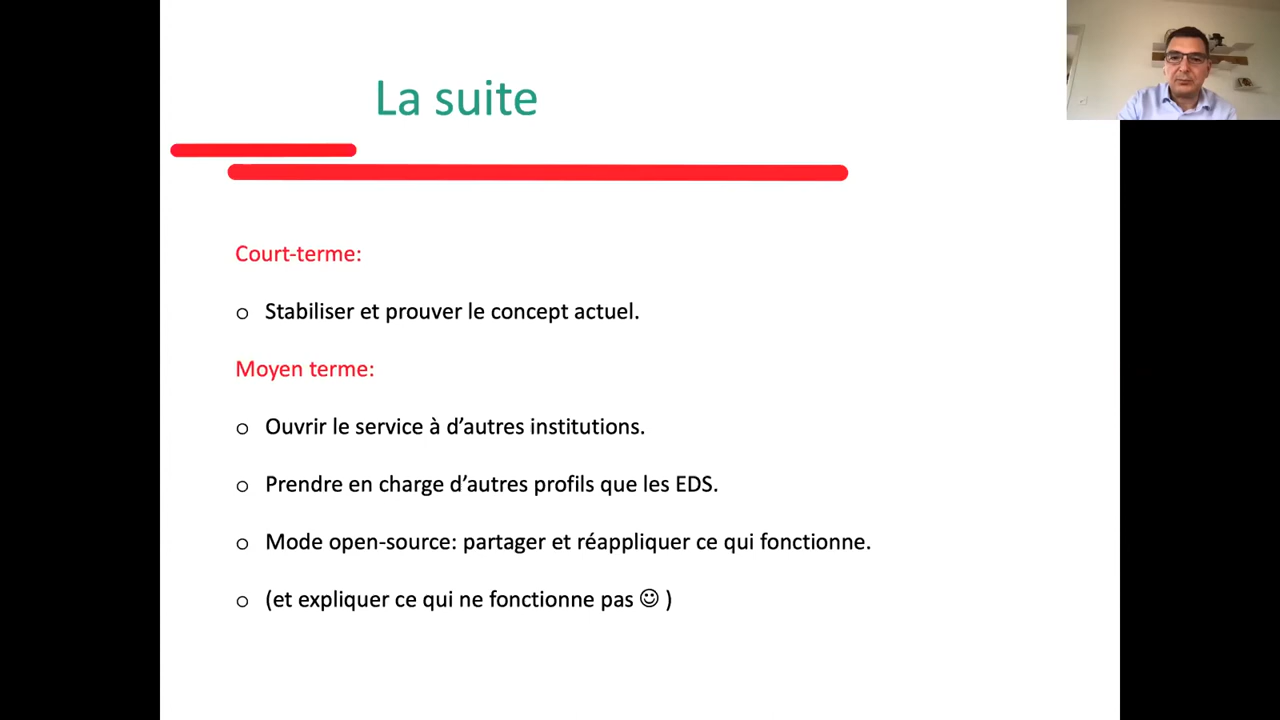 La suite
Court-terme:
o Stabiliser et prouver le concept actuel.
Moyen terme:
o Ouvrir le service à d’autres institutions.
o Prendre en charge d’autres profils que les EDS.
o Mode open-source: partager et réappliquer ce qui fonctionne.
o (et expliquer ce qui ne fonctionne pas ☺ )